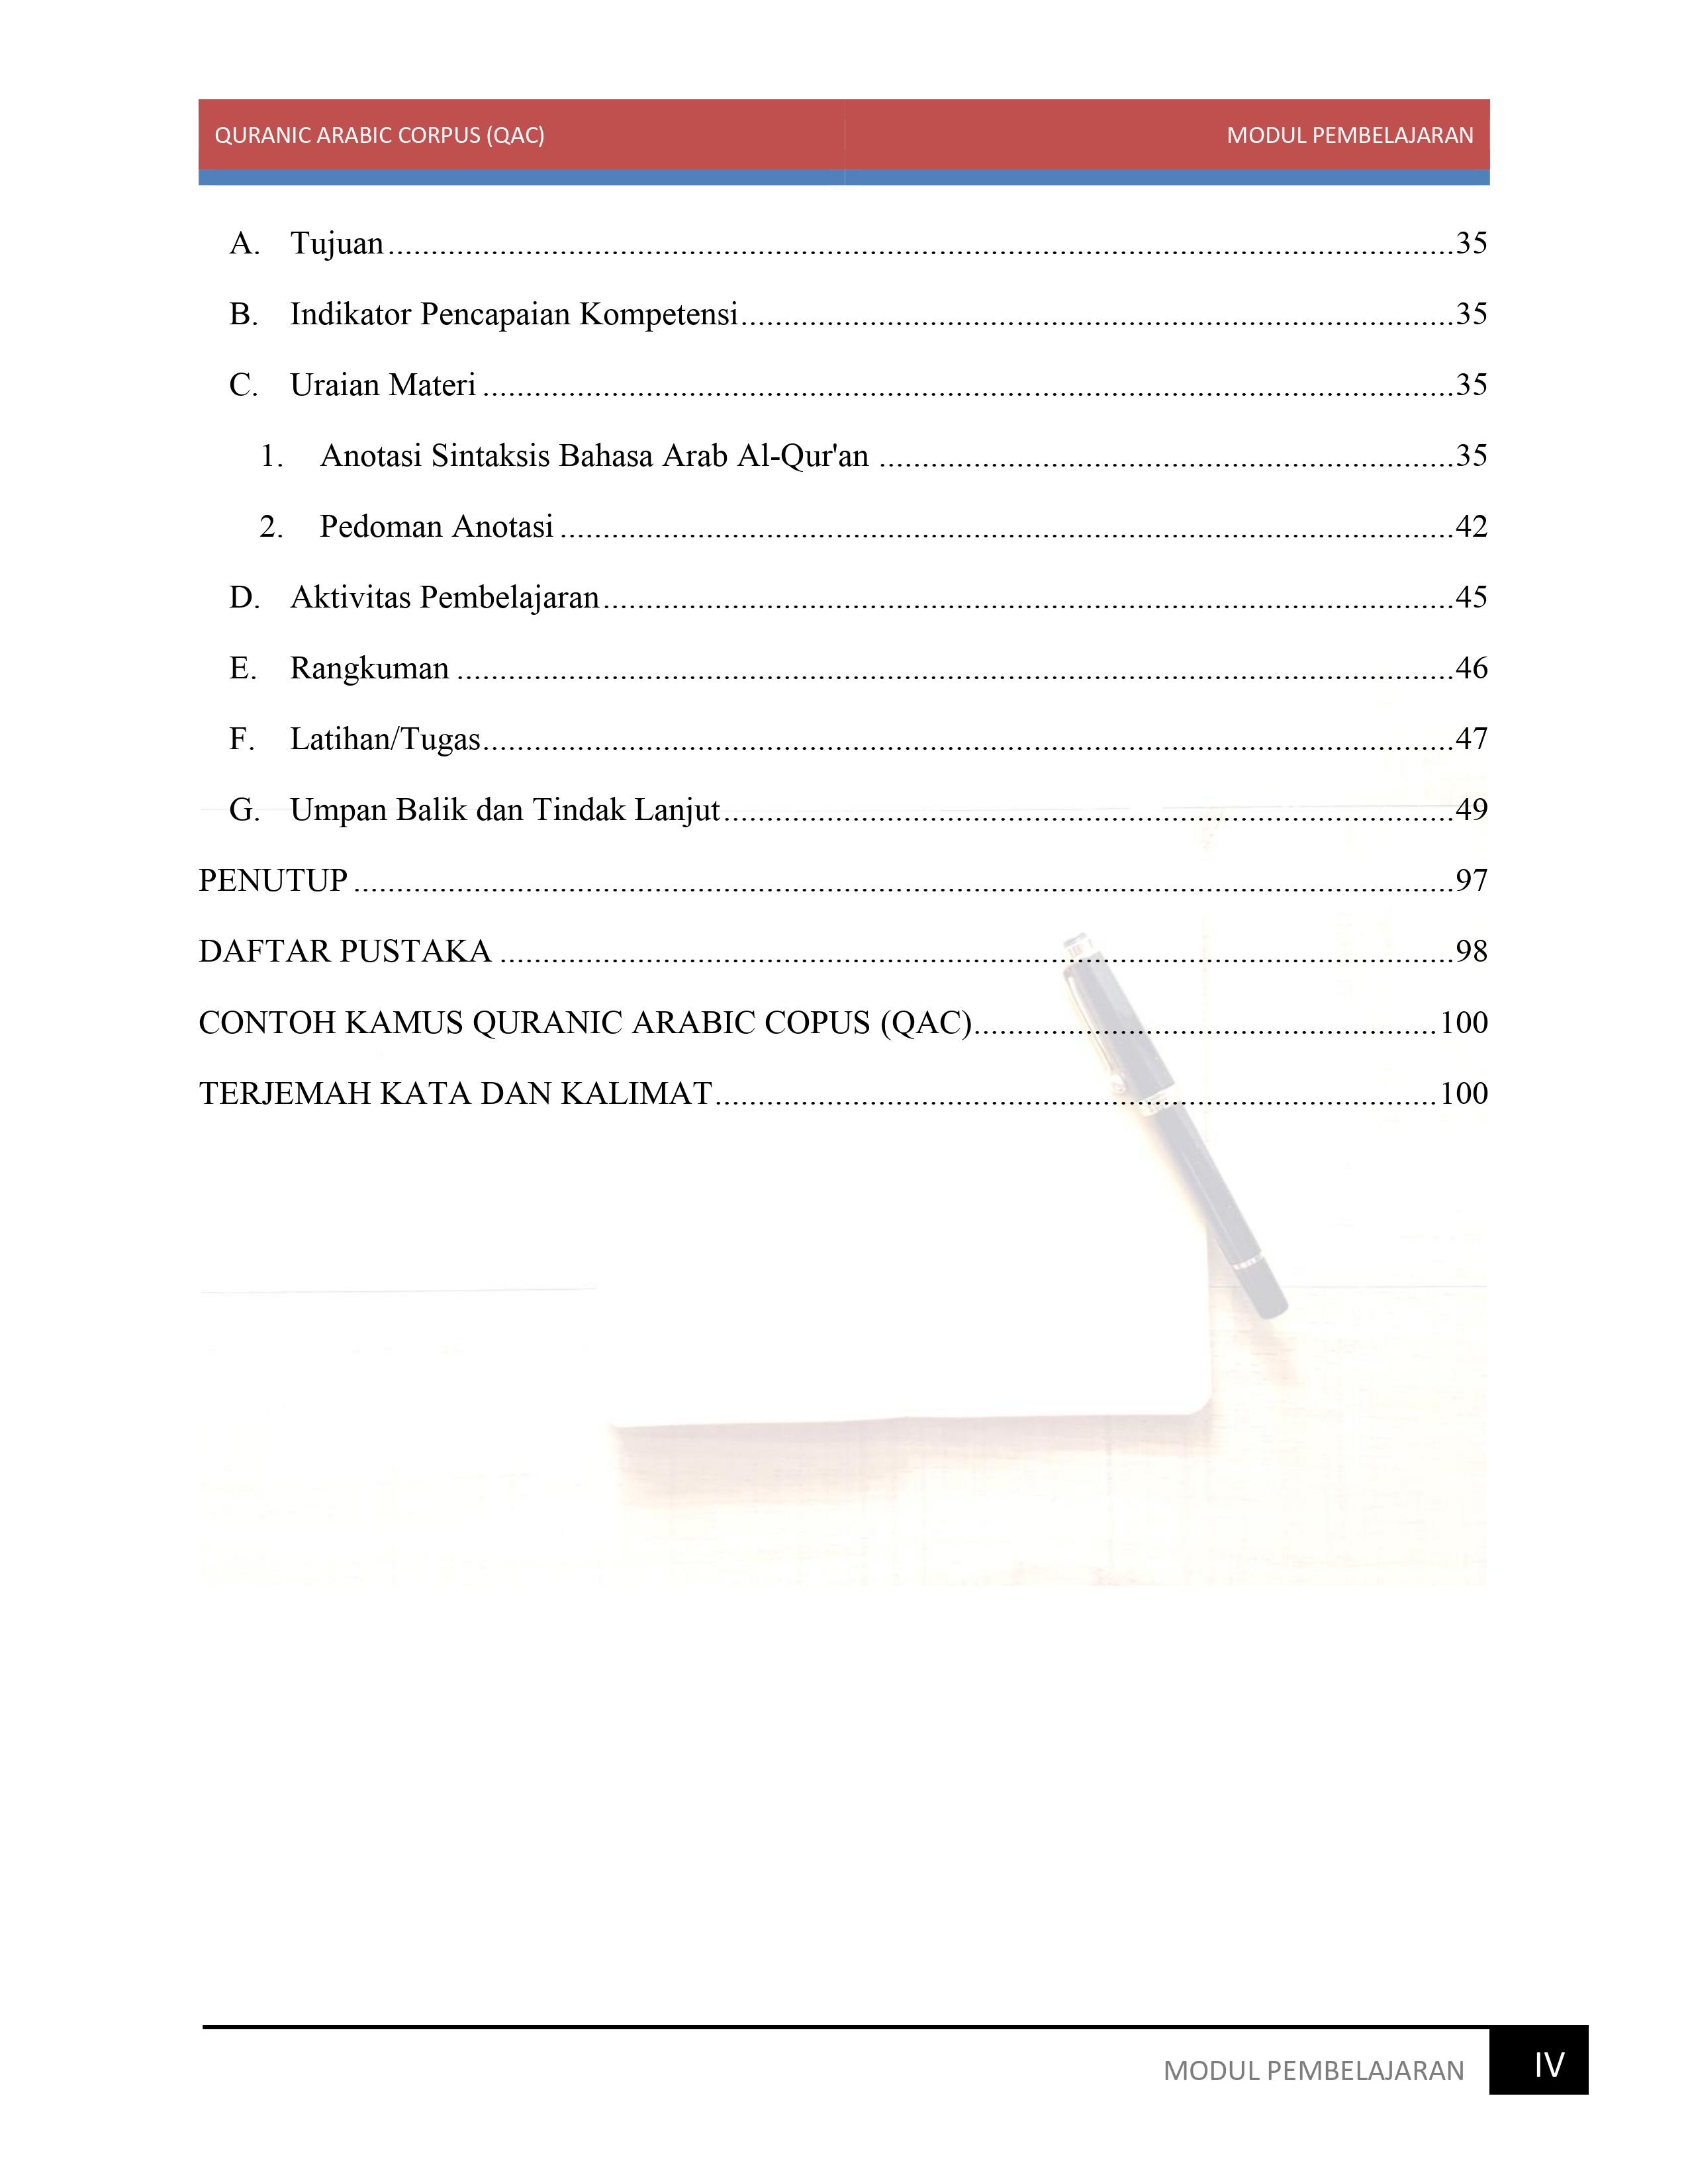 QURANIC ARABIC CORPUS (QAC) MODUL PEMBELAJARAN
A. Tujuan 35
B. Indikator Pencapaian Kompetensi 35
C. Uraian Materi 35
1. Anotasi Sintaksis Bahasa Arab Al-Qur'an 35
2. Pedoman Anotasi 42
D. Aktivitas Pembelajaran 45
E. Rangkuman 46
F. Latihan/Tugas 47
G. Umpan Balik dan Tindak Lanjut 49
PENUTUP 97
DAFTAR PUSTAKA 98
CONTOH KAMUS QURANIC ARABIC COPUS (QAC) 100
TERJEMAH KATA DAN KALIMAT 100
MODUL PEMBELAJARAN IV